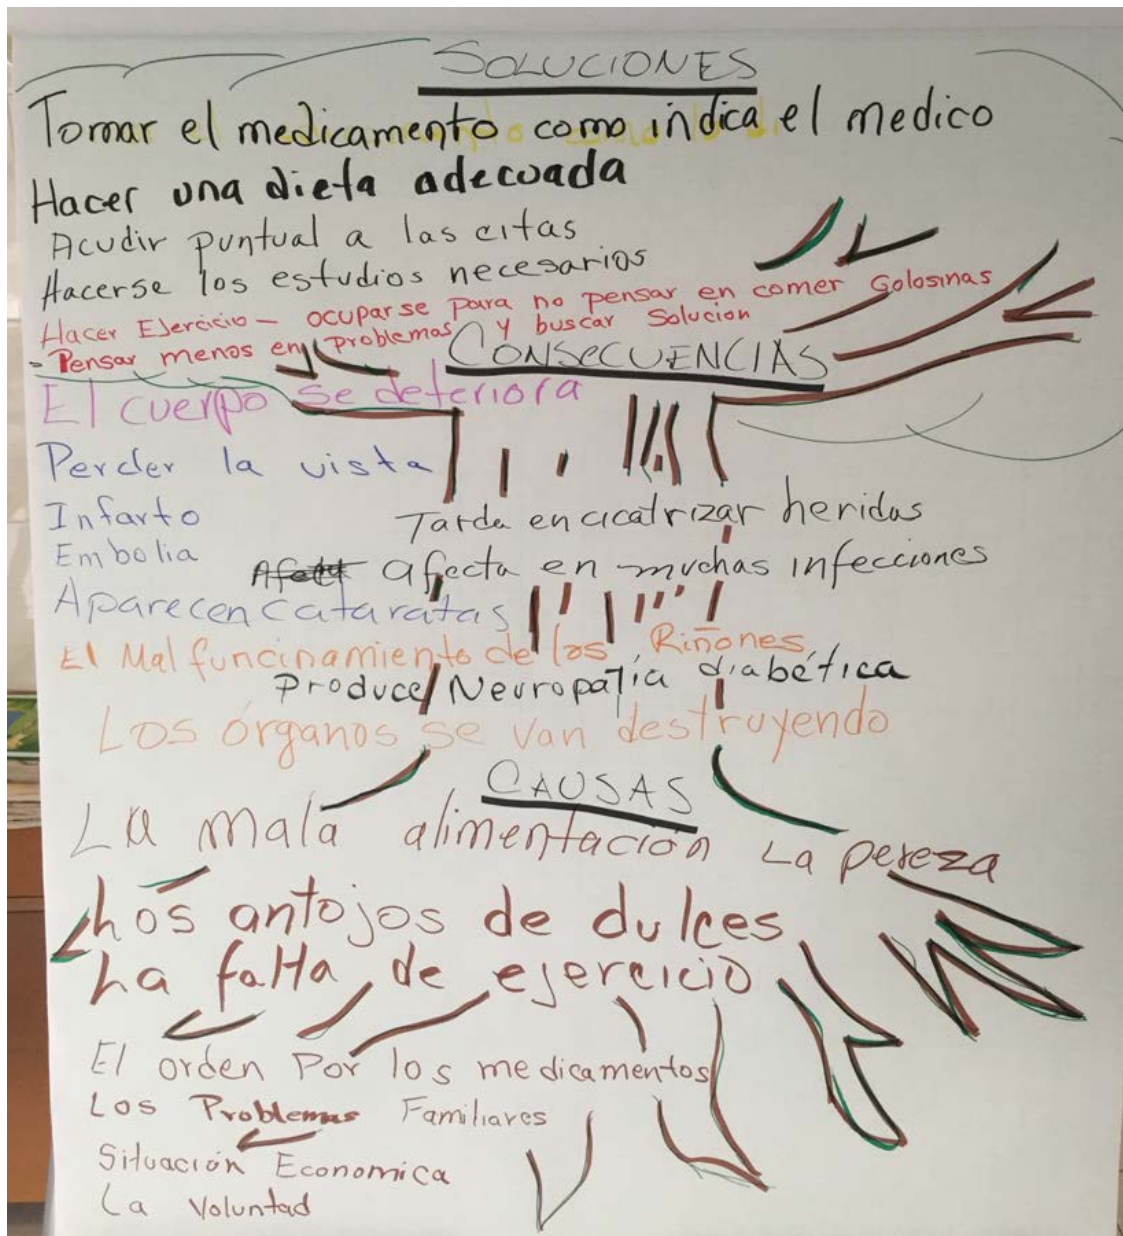 SOLUCIONES
Tomar el medicamento como indica el medico
Hacer una dieta adecuada
Acudir puntual a las citas
Hacerse los estudios necesarios
Hacer Ejercicio - ocuparse para no pensar en comer Golosinas
- Pensar menos en problemas y buscar Solucion
CONSECUENCIAS
El cuerpo se deteriora
Perder la vista
Infarto
Tarda en cicatrizar heridas
Embolia
afecta en muchas infecciones
Aparecen cataratas
El Mal funcinamiento de los Riñones
Produce Neuropatía diabética
Los órganos se van destruyendo
CAUSAS
La mala alimentación La pereza
Los antojos de dulces
La falta de ejercicio
El orden Por los medicamentos
Los Problemas Familiares
Situación Economica
La Voluntad